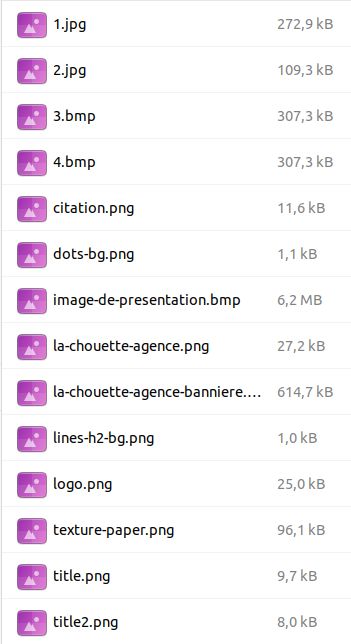 1.jpg 272,9 kB
2.jpg 109,3 kB
3.bmp 307,3 kB
4.bmp 307,3 kB
citation.png 11,6 kB
dots-bg.png 1,1 kB
image-de-presentation.bmp 6,2 MB
la-chouette-agence.png 27,2 kB
la-chouette-agence-banniere.… 614,7 kB
lines-h2-bg.png 1,0 kB
logo.png 25,0 kB
texture-paper.png 96,1 kB
title.png 9,7 kB
title2.png 8,0 kB